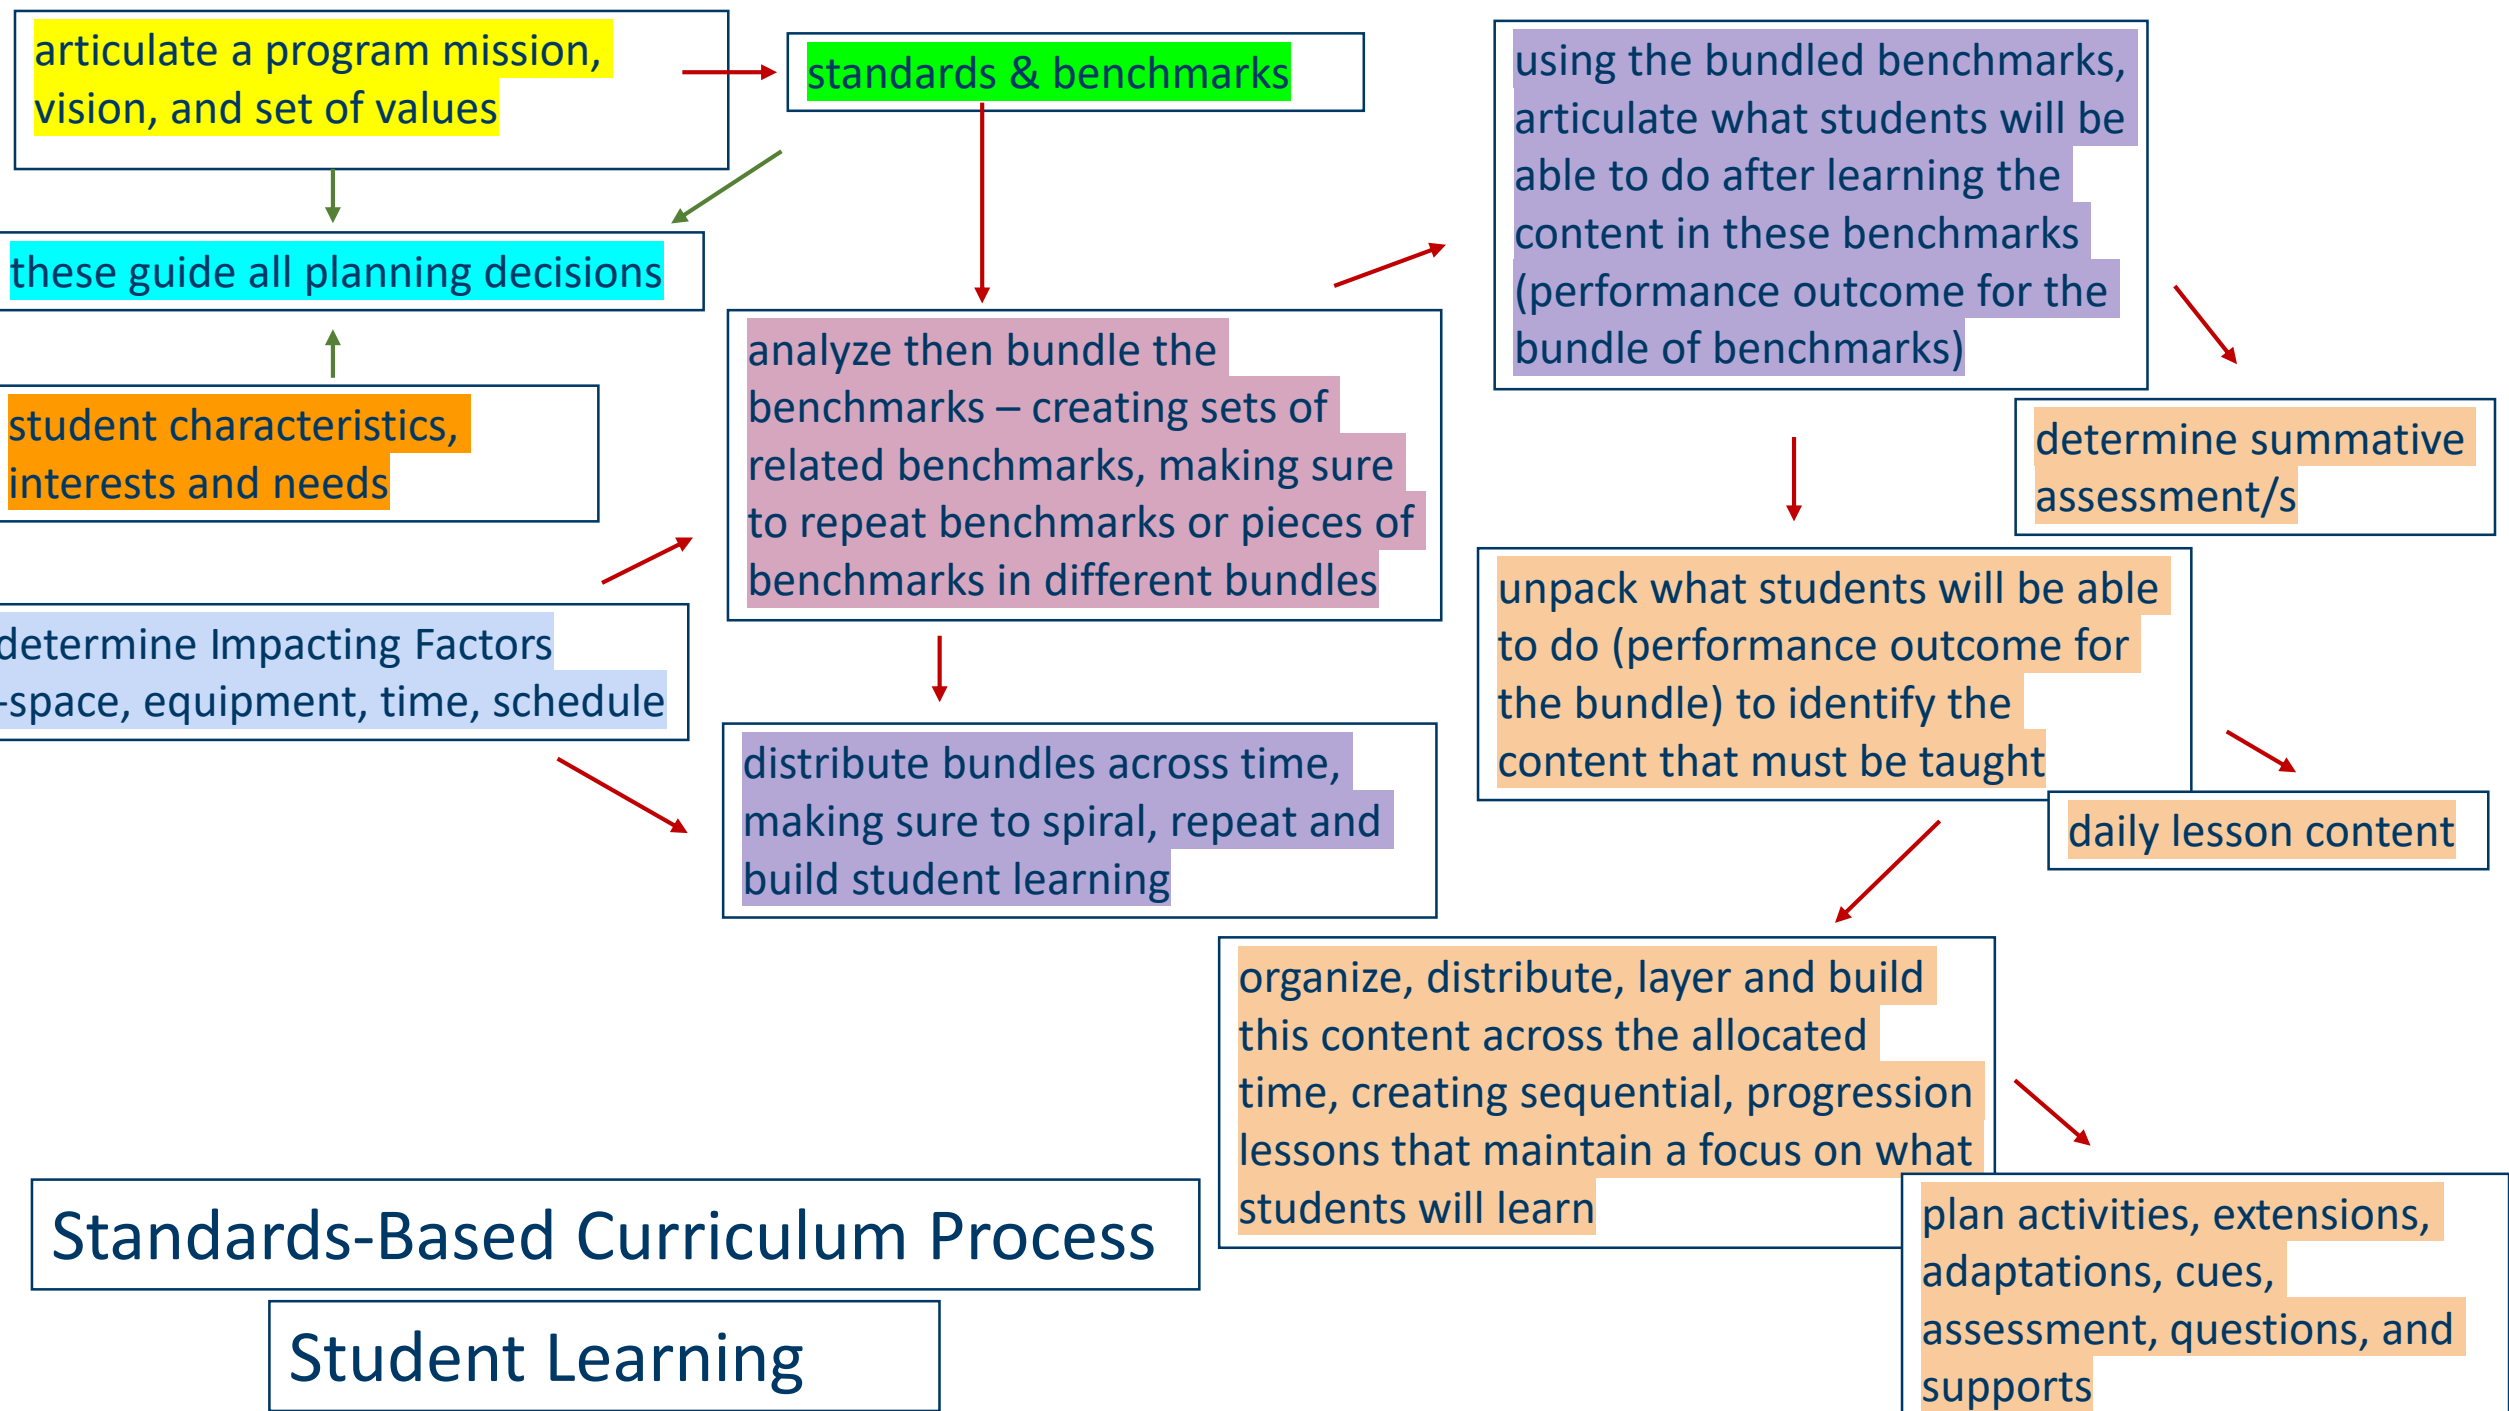 articulate a program mission,
vision, and set of values
standards & benchmarks
using the bundled benchmarks,
articulate what students will be
able to do after learning the
content in these benchmarks
(performance outcome for the
bundle of benchmarks)
these guide all planning decisions
analyze then bundle the
benchmarks – creating sets of
related benchmarks, making sure
to repeat benchmarks or pieces of
benchmarks in different bundles
student characteristics,
interests and needs
determine summative
assessment/s
determine Impacting Factors
-space, equipment, time, schedule
unpack what students will be able
to do (performance outcome for
the bundle) to identify the
content that must be taught
distribute bundles across time,
making sure to spiral, repeat and
build student learning
daily lesson content
organize, distribute, layer and build
this content across the allocated
time, creating sequential, progression
lessons that maintain a focus on what
students will learn
plan activities, extensions,
adaptations, cues,
assessment, questions, and
supports
Standards-Based Curriculum Process
Student Learning